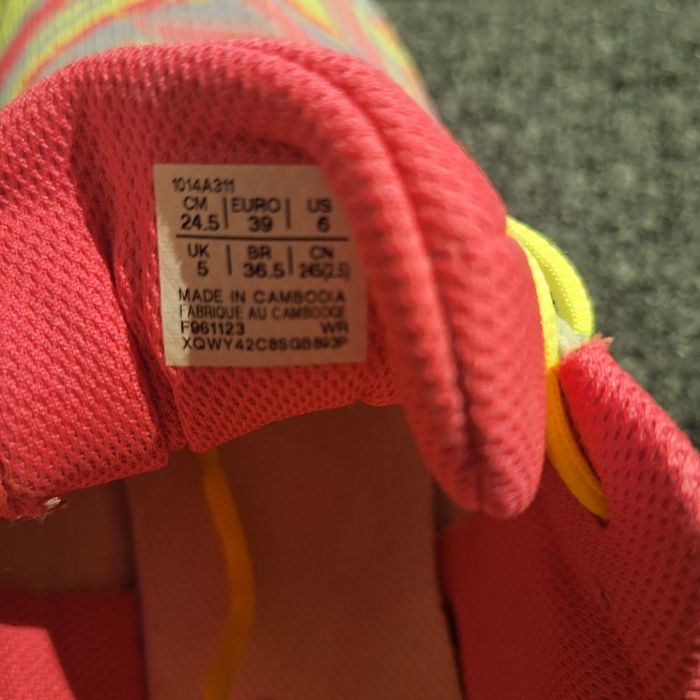 1014A311
CM EURO US
24.5 39 6
UK BR CN
5 36.5 245(2.5)
MADE IN CAMBODIA
FABRIQUE AU CAMBODGE
F961123 WR
XQWY42C8SGB893P